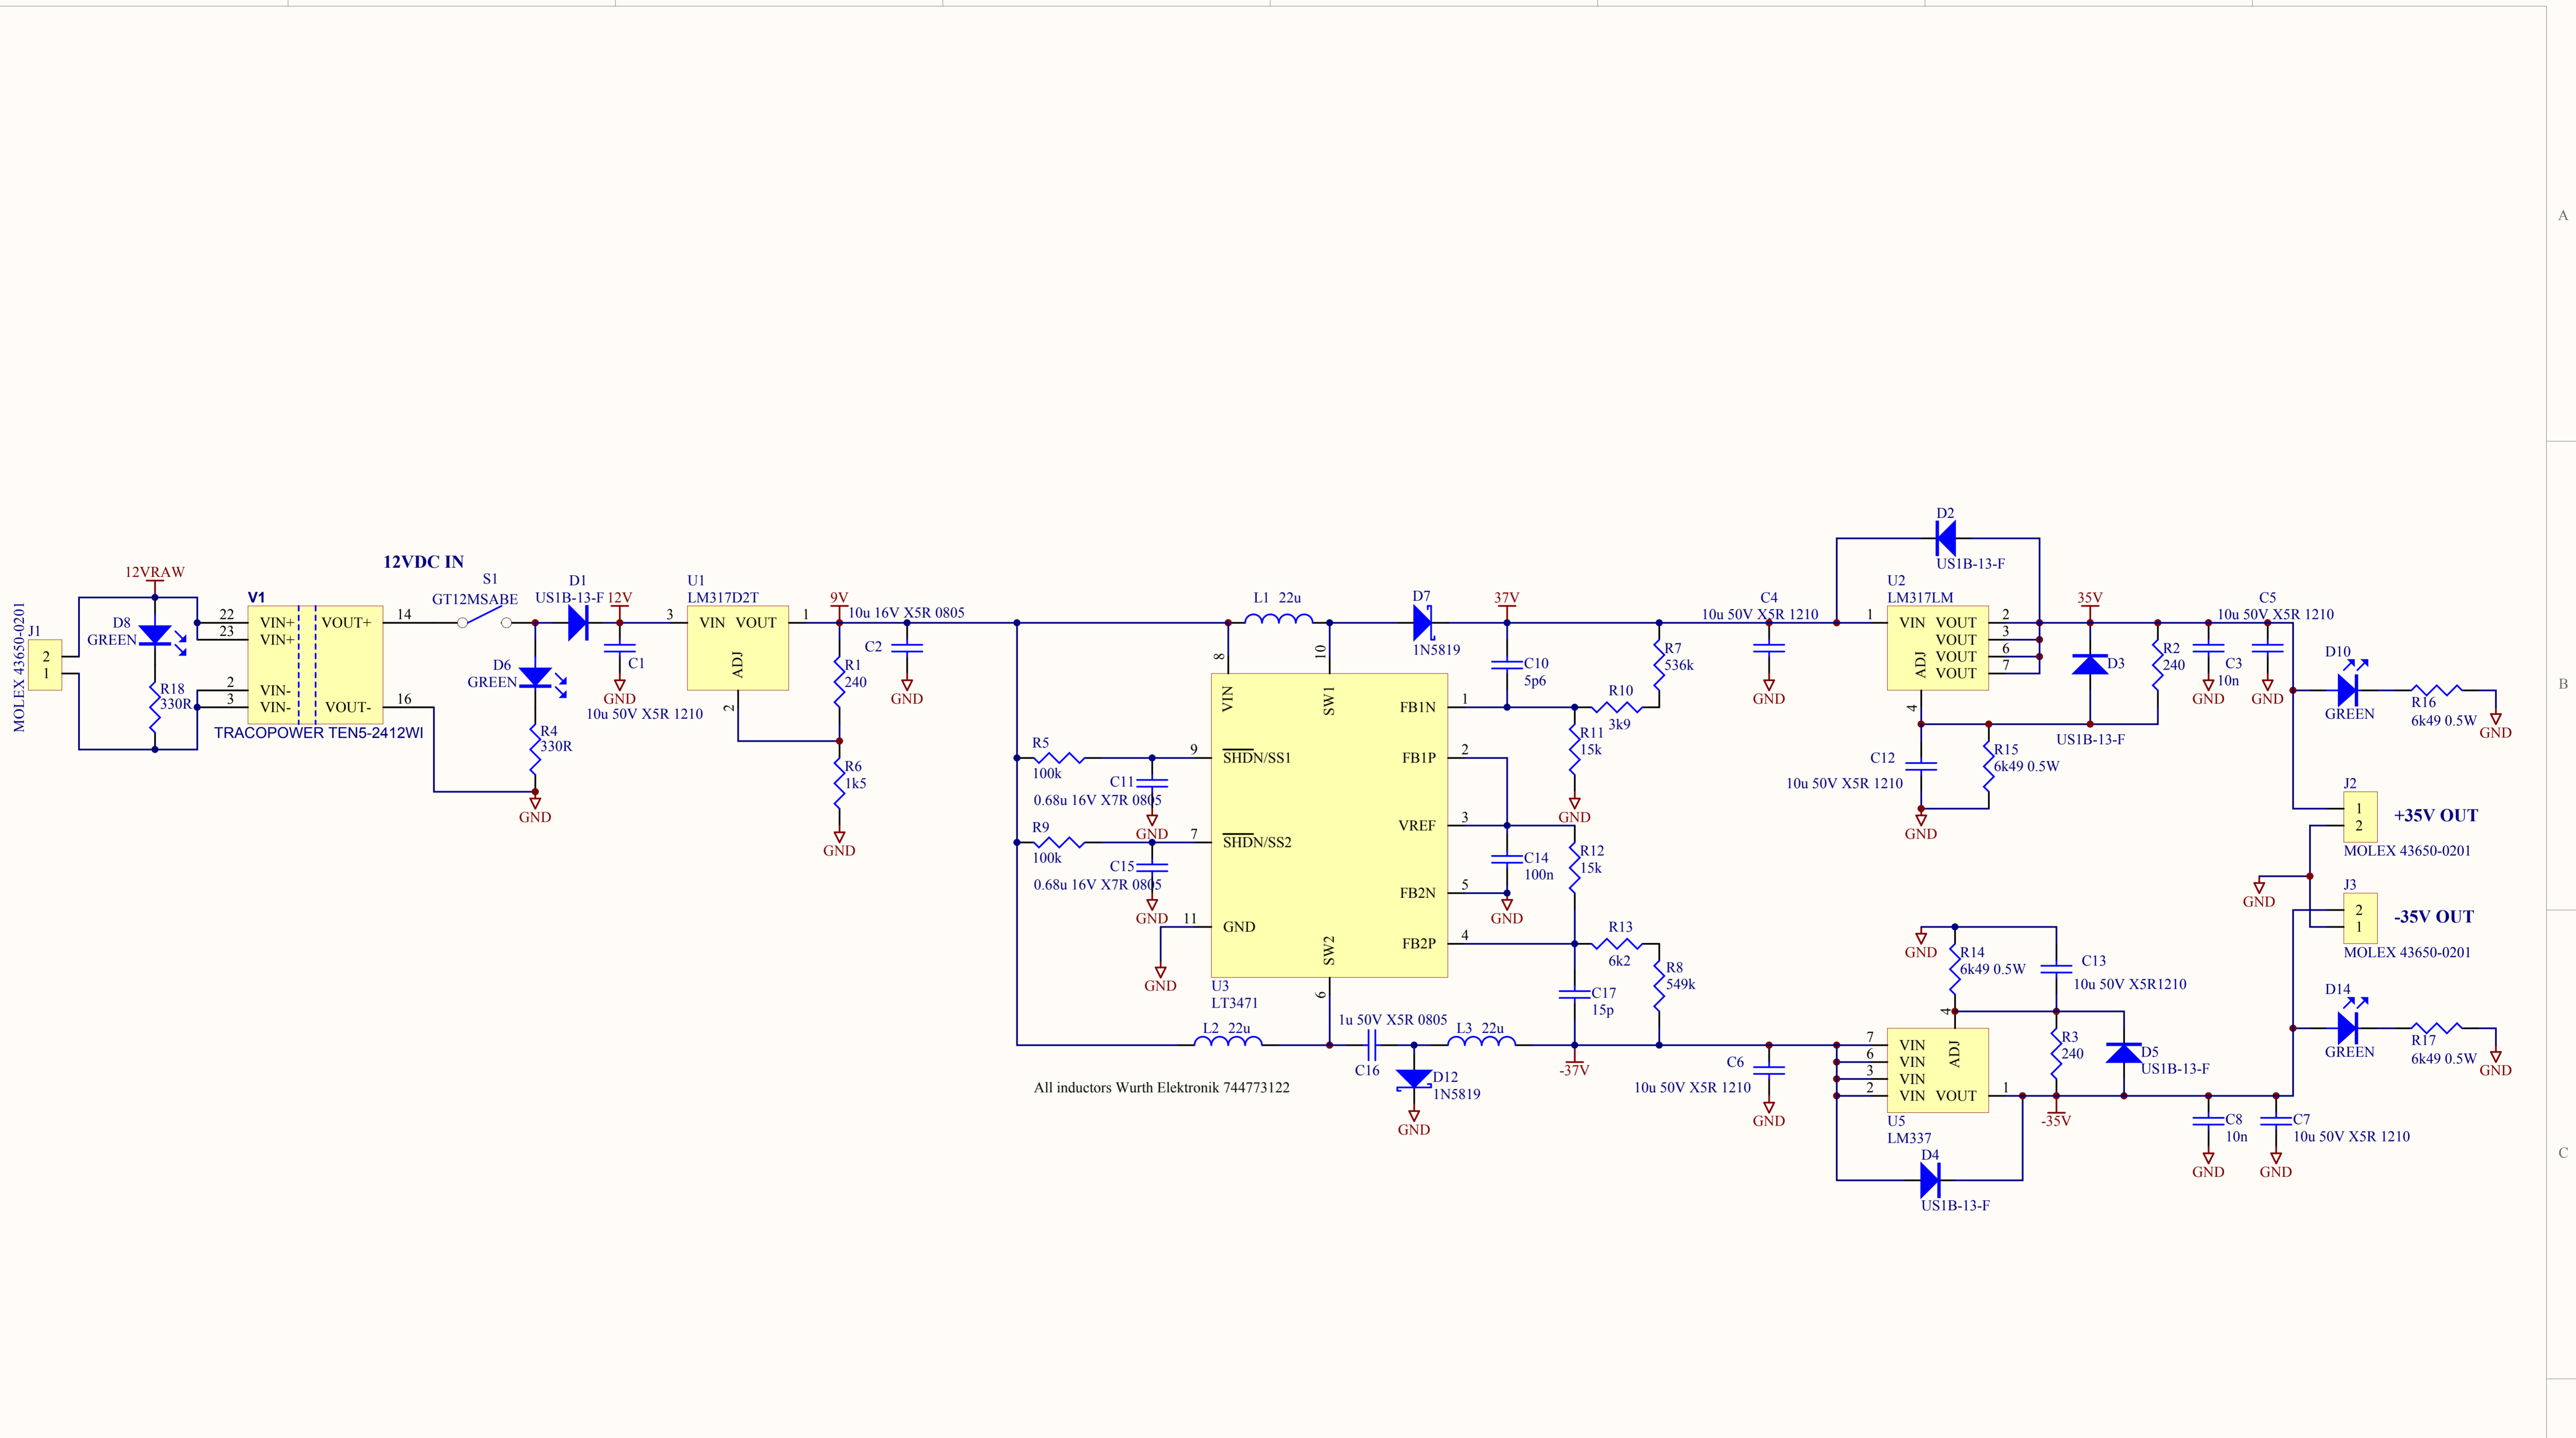 A
B
C
12VDC IN
12VRAW
J1
MOLEX 43650-0201
2
1
D8
GREEN
R18
330R
V1
22
23
2
3
VIN+
VIN+
VIN-
VIN-
VOUT+
VOUT-
14
16
TRACOPOWER TEN5-2412WI
S1
GT12MSABE
D6
GREEN
R4
330R
GND
D1
US1B-13-F
12V
C1
GND
10u 50V X5R 1210
U1
LM317D2T
3
VIN VOUT
1
ADJ
2
9V
10u 16V X5R 0805
C2
GND
R1
240
R6
1k5
GND
R5
100k
C11
0.68u 16V X7R 0805
GND
R9
100k
C15
0.68u 16V X7R 0805
GND
9
7
11
GND
L1 22u
8
10
VIN
SW1
SHDN/SS1
SHDN/SS2
GND
SW2
6
FB1N
FB1P
VREF
FB2N
FB2P
1
2
3
5
4
U3
LT3471
D7
1N5819
37V
C10
5p6
R7
536k
R10
3k9
R11
15k
GND
R12
15k
C14
100n
GND
R13
6k2
R8
549k
C17
15p
-37V
L2 22u
1u 50V X5R 0805
C16
L3 22u
D12
1N5819
GND
All inductors Wurth Elektronik 744773122
C4
10u 50V X5R 1210
GND
D2
US1B-13-F
U2
LM317LM
1
VIN VOUT
VOUT
VOUT
VOUT
2
3
6
7
ADJ
4
35V
D3
US1B-13-F
R2
240
C3
10n
GND
C5
10u 50V X5R 1210
GND
C12
10u 50V X5R 1210
R15
6k49 0.5W
GND
D10
GREEN
R16
6k49 0.5W
GND
J2
1
2
+35V OUT
MOLEX 43650-0201
GND
J3
2
1
-35V OUT
MOLEX 43650-0201
GND
R14
6k49 0.5W
C13
10u 50V X5R1210
4
C6
10u 50V X5R 1210
GND
7
6
3
2
VIN
VIN
VIN
VIN VOUT
ADJ
1
U5
LM337
R3
240
D5
US1B-13-F
-35V
D4
US1B-13-F
C8
10n
GND
C7
10u 50V X5R 1210
GND
D14
GREEN
R17
6k49 0.5W
GND